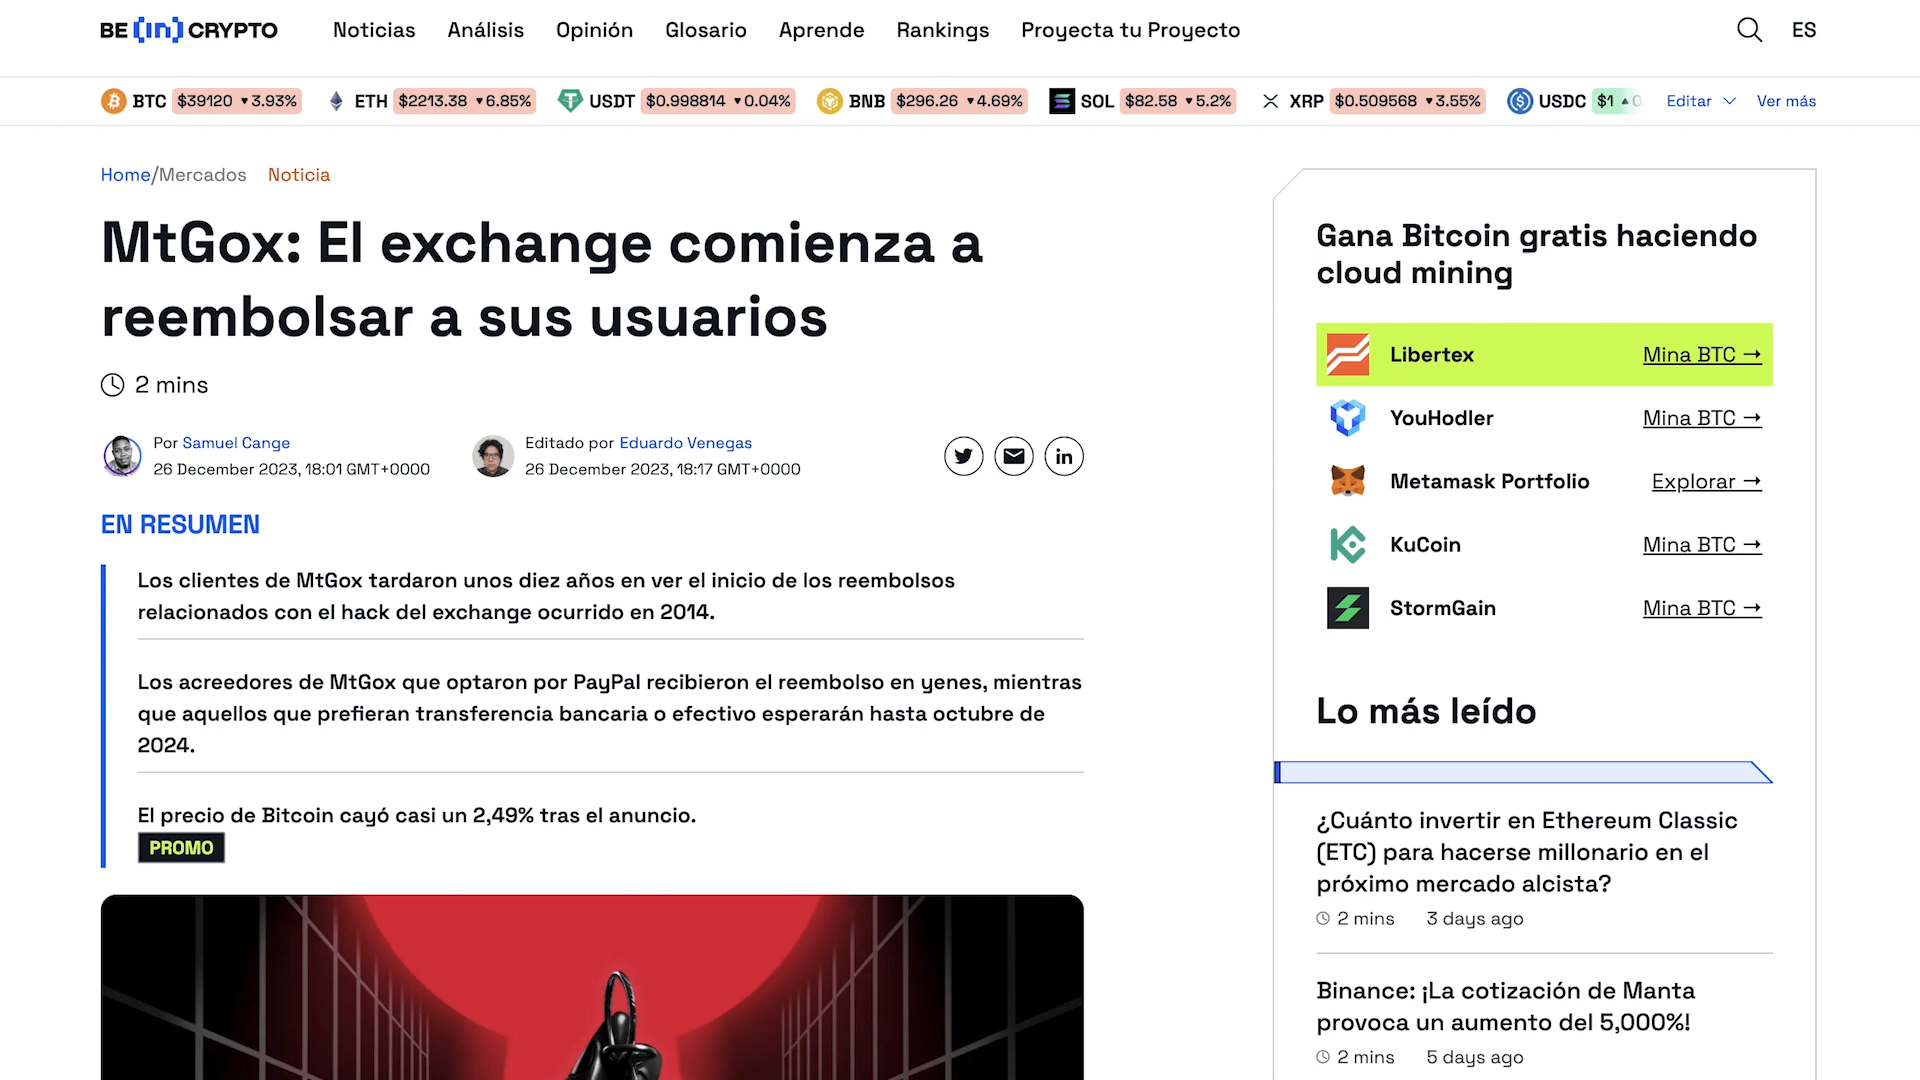 BE [in] CRYPTO
Noticias Análisis Opinión Glosario Aprende Rankings Proyecta tu Proyecto
ES
BTC $39120 ▾3.93% ETH $2213.38 ▾6.85% USDT $0.998814 ▾0.04% BNB $296.26 ▾4.69% SOL $82.58 ▾5.2% XRP $0.509568 ▾3.55% USDC $1 ▴0 Editar Ver más
Home/Mercados Noticia
MtGox: El exchange comienza a
reembolsar a sus usuarios
2 mins
Por Samuel Cange
26 December 2023, 18:01 GMT+0000
Editado por Eduardo Venegas
26 December 2023, 18:17 GMT+0000
EN RESUMEN
Los clientes de MtGox tardaron unos diez años en ver el inicio de los reembolsos
relacionados con el hack del exchange ocurrido en 2014.
Los acreedores de MtGox que optaron por PayPal recibieron el reembolso en yenes, mientras
que aquellos que prefieran transferencia bancaria o efectivo esperarán hasta octubre de
2024.
El precio de Bitcoin cayó casi un 2,49% tras el anuncio.
PROMO
Gana Bitcoin gratis haciendo
cloud mining
Libertex Mina BTC →
YouHodler Mina BTC →
Metamask Portfolio Explorar →
KuCoin Mina BTC →
StormGain Mina BTC →
Lo más leído
¿Cuánto invertir en Ethereum Classic
(ETC) para hacerse millonario en el
próximo mercado alcista?
2 mins 3 days ago
Binance: ¡La cotización de Manta
provoca un aumento del 5,000%!
2 mins 5 days ago